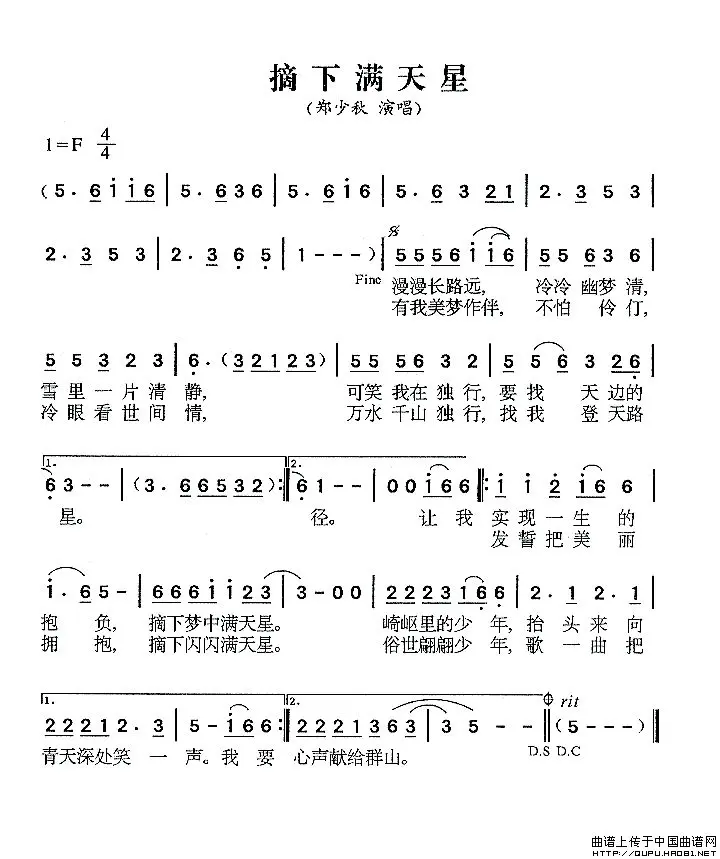 摘下满天星
(郑少秋 演唱)
1=F 4/4
(5. 6 i i 6 | 5. 6 3 6 | 5. 6 i 6 | 5. 6 3 2 1 | 2. 3 5 3 |
2. 3 5 3 | 2. 3 6 5 | 1 - - -) | 5 5 5 6 i i 6 | 5 5 6 3 6 |
Fine 漫漫长路远, 冷冷幽梦清,
有我美梦作伴, 不怕伶仃,
5 5 3 2 3 | 6. (3 2 1 2 3) | 5 5 5 6 3 2 | 5 5 6 3 2 6 |
雪里一片清静, 可笑我在独行, 要找天边的
冷眼看世间情, 万水千山独行, 找我登天路
1. 2.
6 3 - - | (3. 6 6 5 3 2) :| 6 1 - - | 0 0 i 6 6 |: i i 2 i 6 6 |
星。 径。 让我实现一生的
发誓把美丽
i. 6 5 - | 6 6 6 i i 2 3 | 3 - 0 0 | 2 2 2 3 1 6 6 | 2. 1 2. 1 |
抱负, 摘下梦中满天星。 崎岖里的少年, 抬头来向
拥抱, 摘下闪闪满天星。 俗世翩翩少年, 歌一曲把
1. 2. rit
2 2 2 1 2. 3 | 5 - i 6 6 :| 2 2 2 1 3 6 3 | 3 5 - - || (5 - - -) |
青天深处笑一声。我要心声献给群山。 D.S D.C
曲谱上传于中国曲谱网
HTTP://QUPU.HAO81.NET